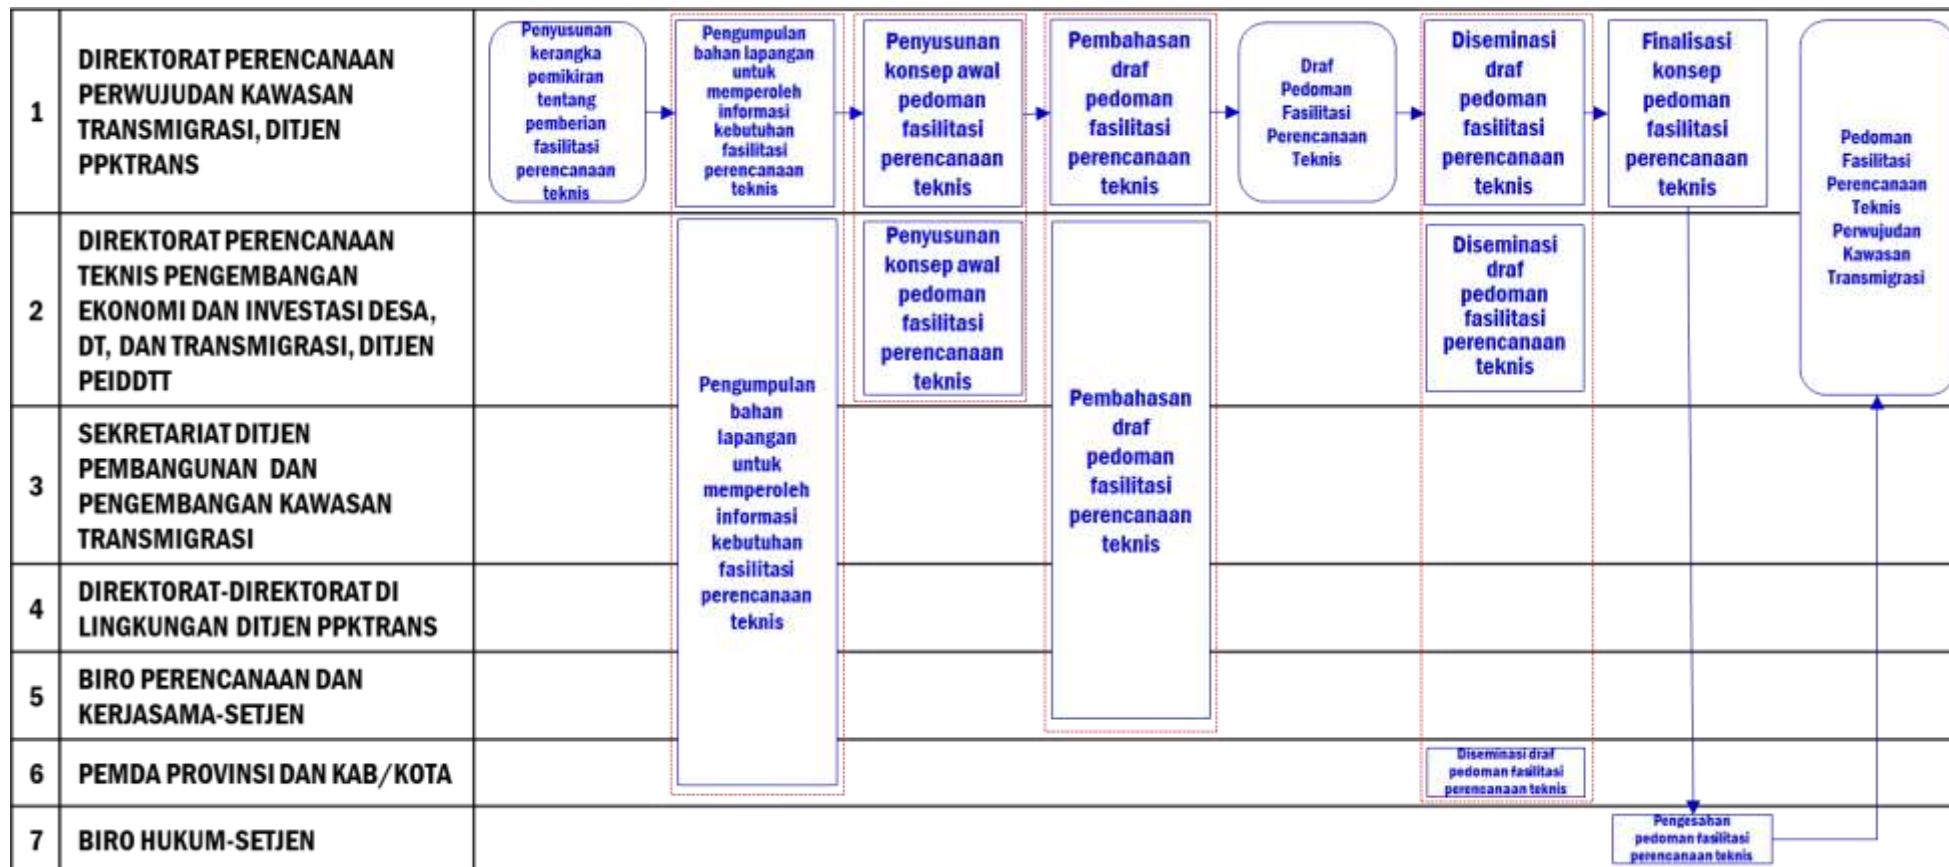 1
DIREKTORAT PERENCANAAN
PERWUJUDAN KAWASAN
TRANSMIGRASI, DITJEN
PPKTRANS
Penyusunan
kerangka
pemikiran
tentang
pemberian
fasilitasi
perencanaan
teknis
Pengumpulan
bahan lapangan
untuk
memperoleh
informasi
kebutuhan
fasilitasi
perencanaan
teknis
Penyusunan
konsep awal
pedoman
fasilitasi
perencanaan
teknis
Pembahasan
draf
pedoman
fasilitasi
perencanaan
teknis
Draf
Pedoman
Fasilitasi
Perencanaan
Teknis
Diseminasi
draf
pedoman
fasilitasi
perencanaan
teknis
Finalisasi
konsep
pedoman
fasilitasi
perencanaan
teknis
Pedoman
Fasilitasi
Perencanaan
Teknis
Perwujudan
Kawasan
Transmigrasi
2
DIREKTORAT PERENCANAAN
TEKNIS PENGEMBANGAN
EKONOMI DAN INVESTASI DESA,
DT, DAN TRANSMIGRASI, DITJEN
PEIDDTT
Pengumpulan
bahan
lapangan
untuk
memperoleh
informasi
kebutuhan
fasilitasi
perencanaan
teknis
Penyusunan
konsep awal
pedoman
fasilitasi
perencanaan
teknis
Pembahasan
draf
pedoman
fasilitasi
perencanaan
teknis
Diseminasi
draf
pedoman
fasilitasi
perencanaan
teknis
3
SEKRETARIAT DITJEN
PEMBANGUNAN DAN
PENGEMBANGAN KAWASAN
TRANSMIGRASI
4
DIREKTORAT-DIREKTORAT DI
LINGKUNGAN DITJEN PPKTRANS
5
BIRO PERENCANAAN DAN
KERJASAMA-SETJEN
6
PEMDA PROVINSI DAN KAB/KOTA
Diseminasi draf
pedoman fasilitasi
perencanaan teknis
7
BIRO HUKUM-SETJEN
Pengesahan
pedoman fasilitasi
perencanaan teknis